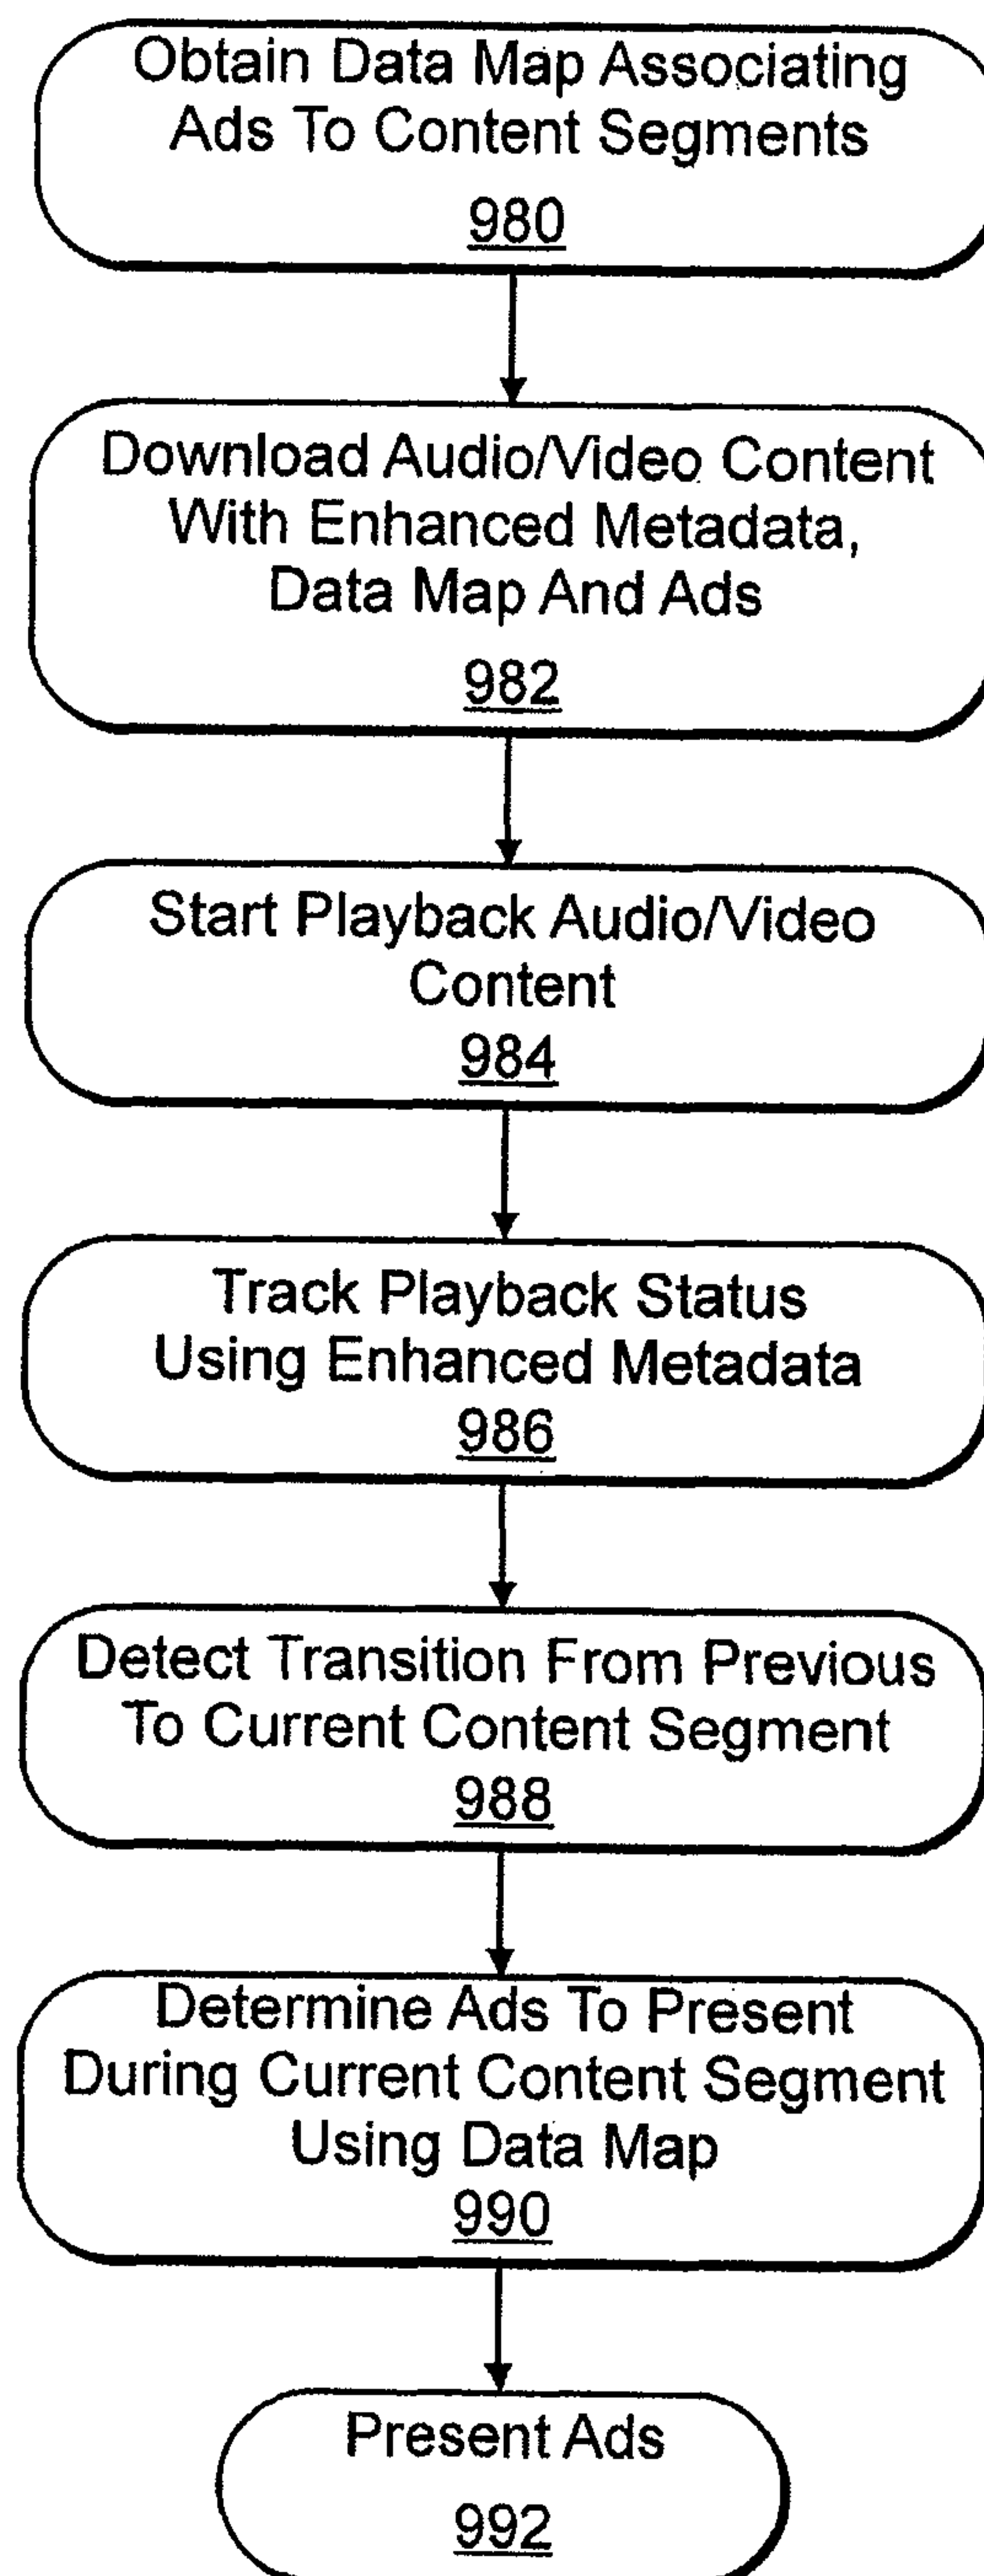 Obtain Data Map Associating
Ads To Content Segments
980
Download Audio/Video Content
With Enhanced Metadata,
Data Map And Ads
982
Start Playback Audio/Video
Content
984
Track Playback Status
Using Enhanced Metadata
986
Detect Transition From Previous
To Current Content Segment
988
Determine Ads To Present
During Current Content Segment
Using Data Map
990
Present Ads
992